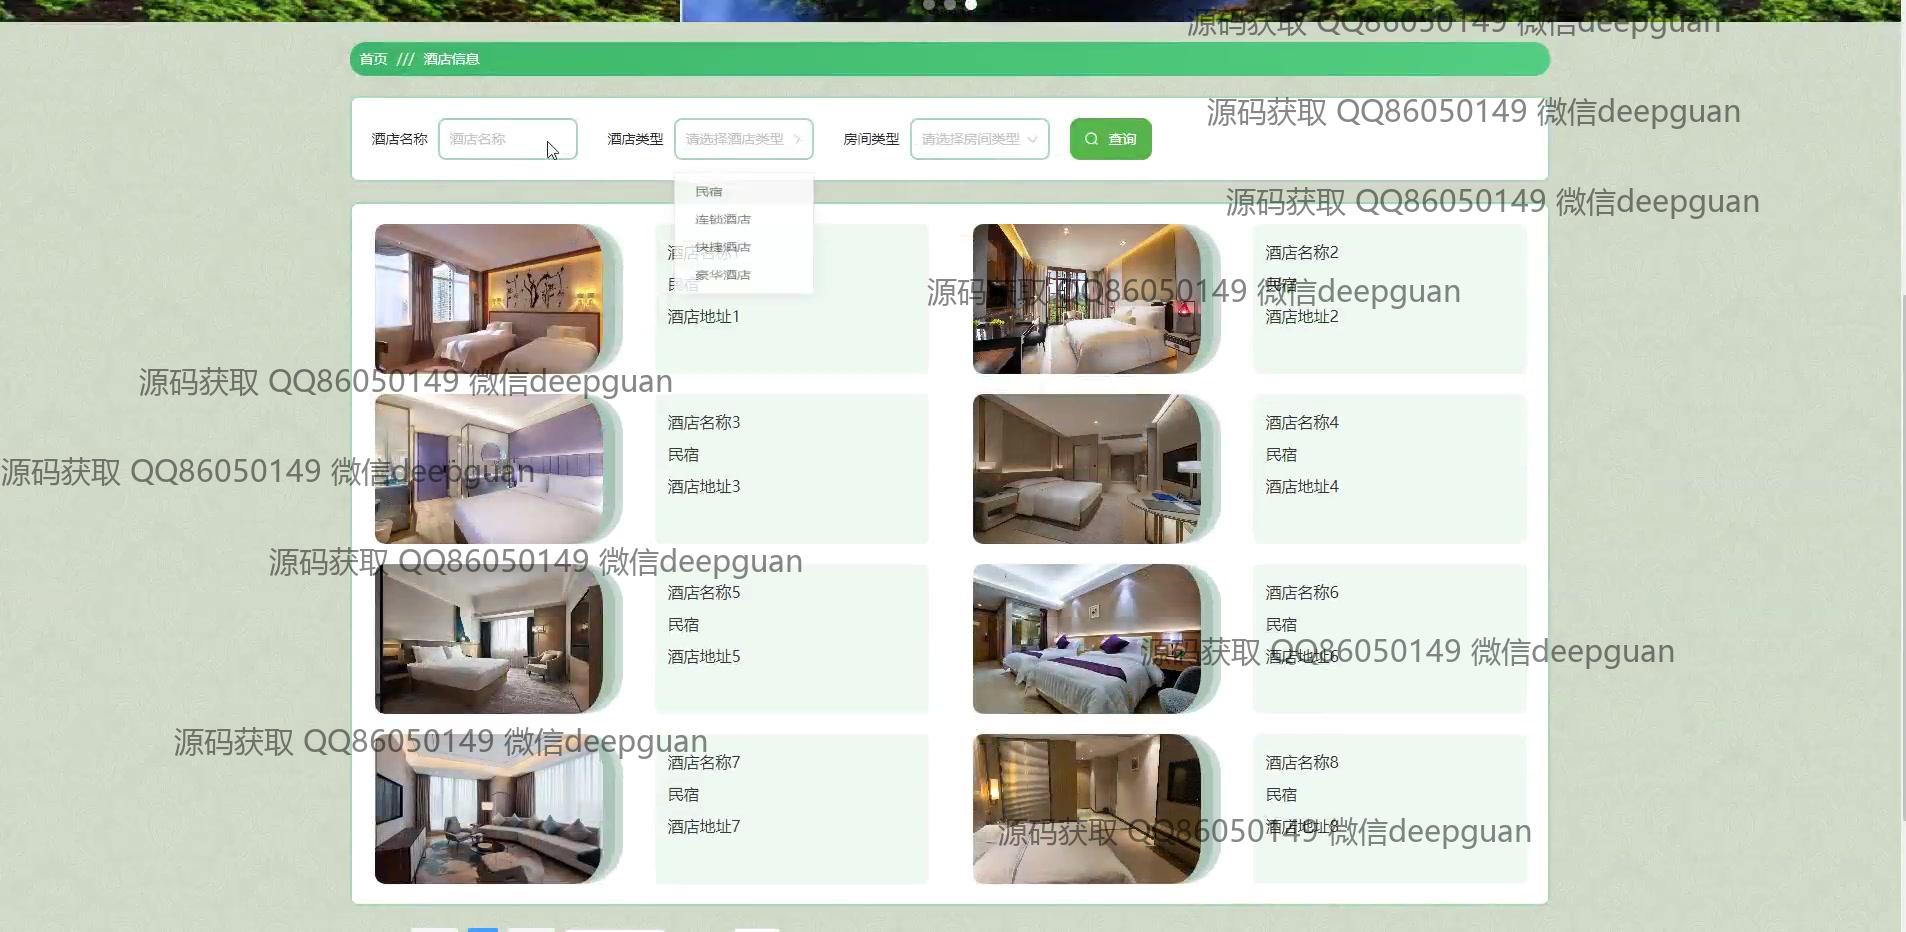 源码获取 QQ86050149 微信deepguan
首页 /// 酒店信息
源码获取 QQ86050149 微信deepguan
酒店名称 酒店名称 酒店类型 请选择酒店类型 房间类型 请选择房间类型 查询
民宿
连锁酒店
快捷酒店
豪华酒店
源码获取 QQ86050149 微信deepguan
酒店名称1
民宿
酒店地址1
酒店名称2
民宿
酒店地址2
源码获取 QQ86050149 微信deepguan
源码获取 QQ86050149 微信deepguan
酒店名称3
民宿
酒店地址3
酒店名称4
民宿
酒店地址4
源码获取 QQ86050149 微信deepguan
源码获取 QQ86050149 微信deepguan
酒店名称5
民宿
酒店地址5
酒店名称6
民宿
酒店地址6
源码获取 QQ86050149 微信deepguan
源码获取 QQ86050149 微信deepguan
酒店名称7
民宿
酒店地址7
酒店名称8
民宿
酒店地址8
源码获取 QQ86050149 微信deepguan